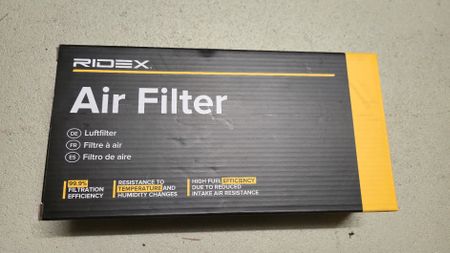 RIDEX
Air Filter
DE Luftfilter
FR Filtre à air
ES Filtro de aire
99.9%
FILTRATION
EFFICIENCY
RESISTANCE TO
TEMPERATURE AND
HUMIDITY CHANGES
HIGH FUEL EFFICIENCY
DUE TO REDUCED
INTAKE AIR RESISTANCE